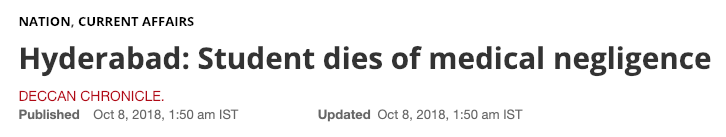 NATION, CURRENT AFFAIRS
Hyderabad: Student dies of medical negligence
DECCAN CHRONICLE.
Published Oct 8, 2018, 1:50 am IST Updated Oct 8, 2018, 1:50 am IST